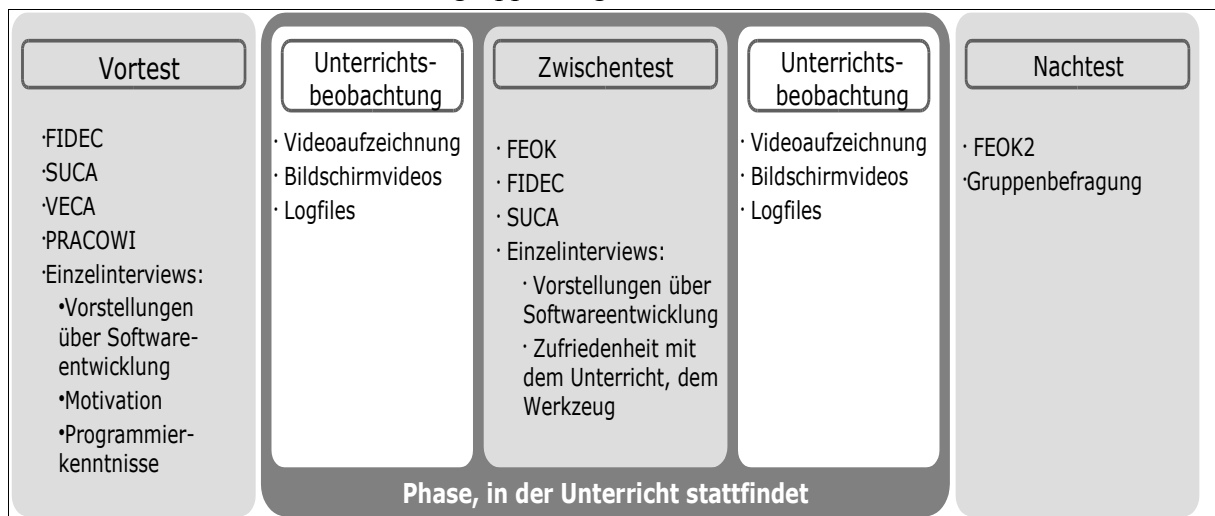 Vortest
·FIDEC
·SUCA
·VECA
·PRACOWI
·Einzelinterviews:
•Vorstellungen
über Software-
entwicklung
•Motivation
•Programmier-
kenntnisse
Unterrichts-
beobachtung
· Videoaufzeichnung
· Bildschirmvideos
· Logfiles
Zwischentest
· FEOK
· FIDEC
· SUCA
· Einzelinterviews:
· Vorstellungen über
Softwareentwicklung
· Zufriedenheit mit
dem Unterricht, dem
Werkzeug
Unterrichts-
beobachtung
· Videoaufzeichnung
· Bildschirmvideos
· Logfiles
Nachtest
· FEOK2
·Gruppenbefragung
Phase, in der Unterricht stattfindet